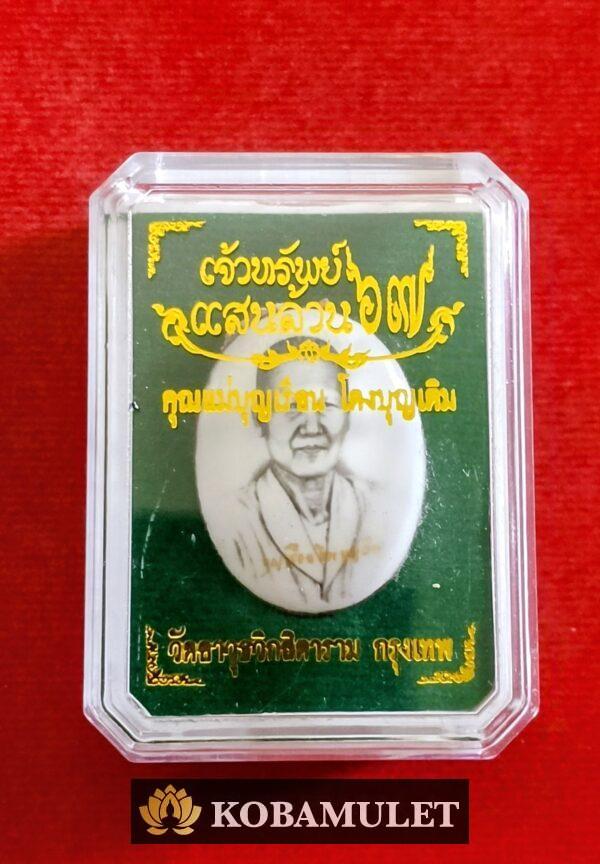 เจ้าทรัพย์
แสนล้าน ๖๗
คุณแม่บุญเรือน โตงบุญเติม
วัดอาวุธวิกสิตาราม กรุงเทพ
KOBAMULET